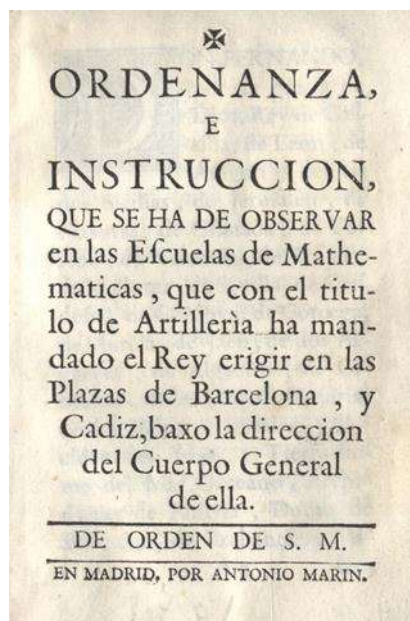 ✠
ORDENANZA,
E
INSTRUCCION,
QUE SE HA DE OBSERVAR
en las Eſcuelas de Mathe-
maticas, que con el titu-
lo de Artillerìa ha man-
dado el Rey erigir en las
Plazas de Barcelona, y
Cadiz, baxo la direccion
del Cuerpo General
de ella.
DE ORDEN DE S. M.
EN MADRID, POR ANTONIO MARIN.